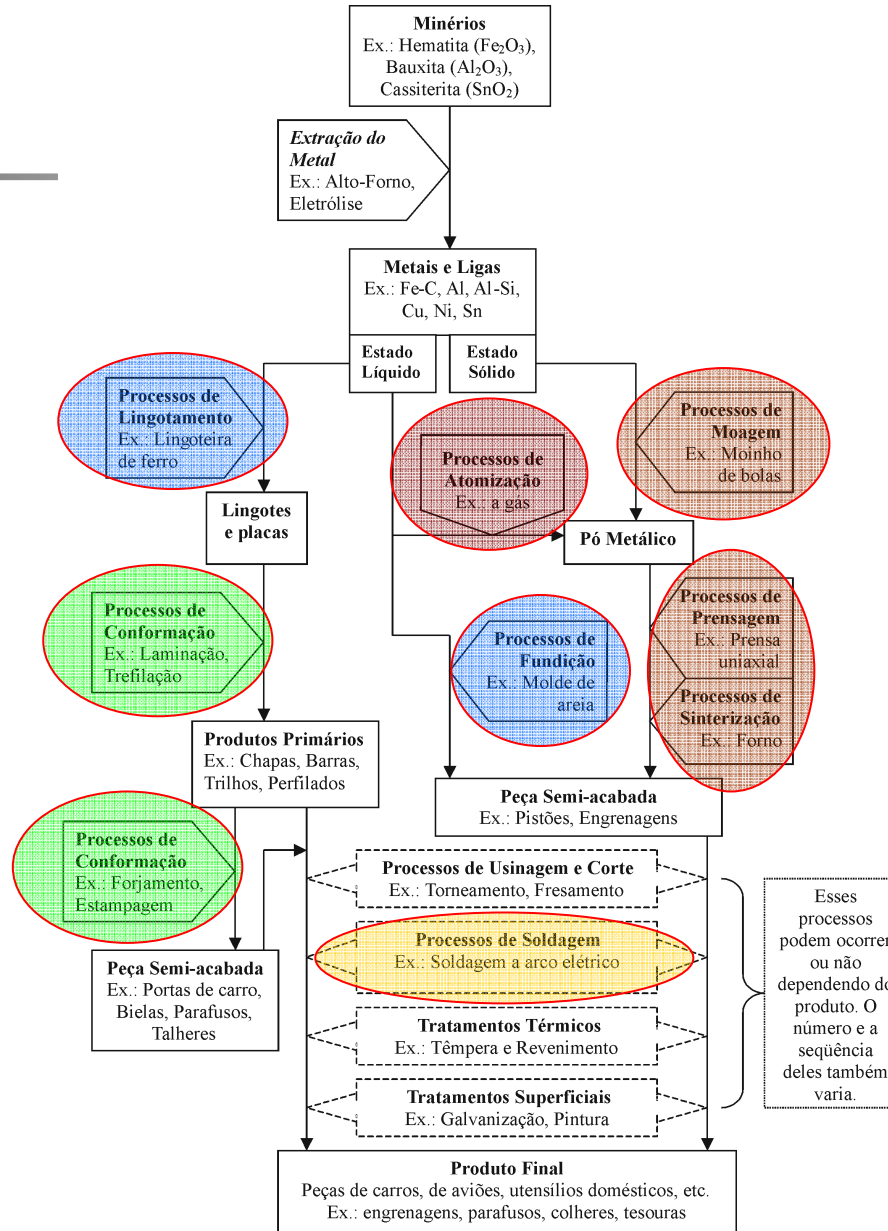 Minérios
Ex.: Hematita (Fe₂O₃),
Bauxita (Al₂O₃),
Cassiterita (SnO₂)
Extração do
Metal
Ex.: Alto-Forno,
Eletrólise
Metais e Ligas
Ex.: Fe-C, Al, Al-Si,
Cu, Ni, Sn
Estado
Líquido
Estado
Sólido
Processos de
Lingotamento
Ex.: Lingoteira
de ferro
Processos de
Atomização
Ex.: a gás
Processos de
Moagem
Ex.: Moinho
de bolas
Lingotes
e placas
Pó Metálico
Processos de
Conformação
Ex.: Laminação,
Trefilação
Processos de
Fundição
Ex.: Molde de
areia
Processos de
Prensagem
Ex.: Prensa
uniaxial
Processos de
Sinterização
Ex.: Forno
Produtos Primários
Ex.: Chapas, Barras,
Trilhos, Perfilados
Peça Semi-acabada
Ex.: Pistões, Engrenagens
Processos de
Conformação
Ex.: Forjamento,
Estampagem
Peça Semi-acabada
Ex.: Portas de carro,
Bielas, Parafusos,
Talheres
Processos de Usinagem e Corte
Ex.: Torneamento, Fresamento
Processos de Soldagem
Ex.: Soldagem a arco elétrico
Tratamentos Térmicos
Ex.: Têmpera e Revenimento
Tratamentos Superficiais
Ex.: Galvanização, Pintura
Esses
processos
podem ocorrer
ou não
dependendo do
produto. O
número e a
seqüência
deles também
varia.
Produto Final
Peças de carros, de aviões, utensílios domésticos, etc.
Ex.: engrenagens, parafusos, colheres, tesouras